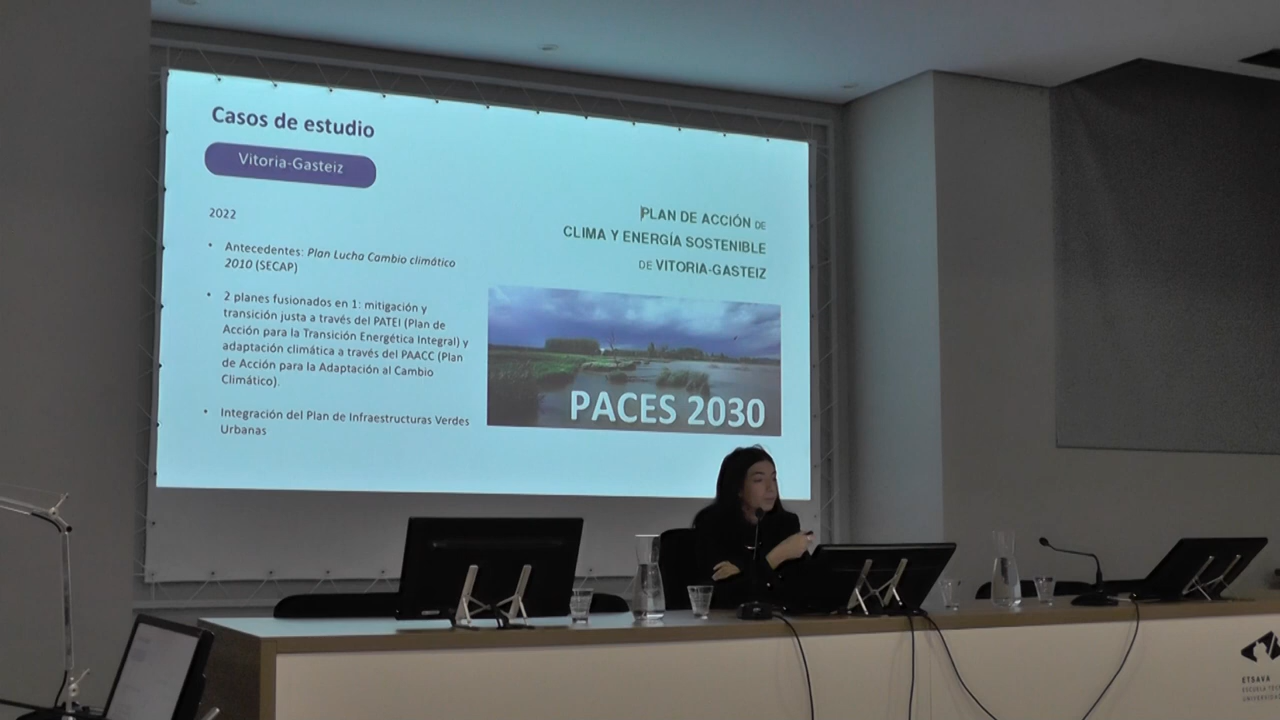 Casos de estudio
Vitoria-Gasteiz
2022
• Antecedentes: Plan Lucha Cambio climático
2010 (SECAP)
• 2 planes fusionados en 1: mitigación y
transición justa a través del PATEI (Plan de
Acción para la Transición Energética Integral) y
adaptación climática a través del PAACC (Plan
de Acción para la Adaptación al Cambio
Climático).
• Integración del Plan de Infraestructuras Verdes
Urbanas
PLAN DE ACCIÓN DE
CLIMA Y ENERGÍA SOSTENIBLE
DE VITORIA-GASTEIZ
PACES 2030
ETSAVA
ESCUELA